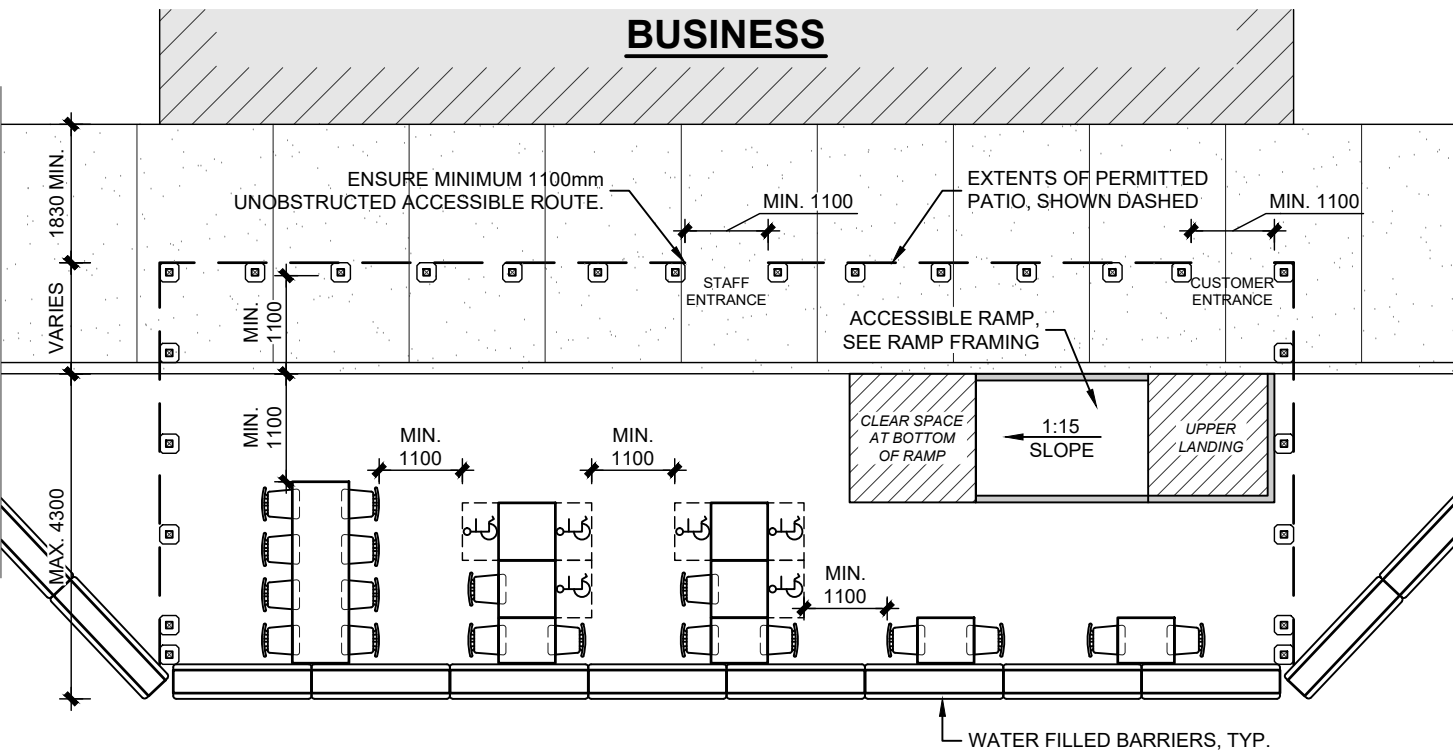 BUSINESS
1830 MIN.
ENSURE MINIMUM 1100mm
UNOBSTRUCTED ACCESSIBLE ROUTE.
MIN. 1100
EXTENTS OF PERMITTED
PATIO, SHOWN DASHED
MIN. 1100
VARIES
MIN.
1100
STAFF
ENTRANCE
CUSTOMER
ENTRANCE
ACCESSIBLE RAMP,
SEE RAMP FRAMING
MAX. 4300
MIN.
1100
MIN.
1100
MIN.
1100
CLEAR SPACE
AT BOTTOM
OF RAMP
1:15
SLOPE
UPPER
LANDING
MIN.
1100
WATER FILLED BARRIERS, TYP.